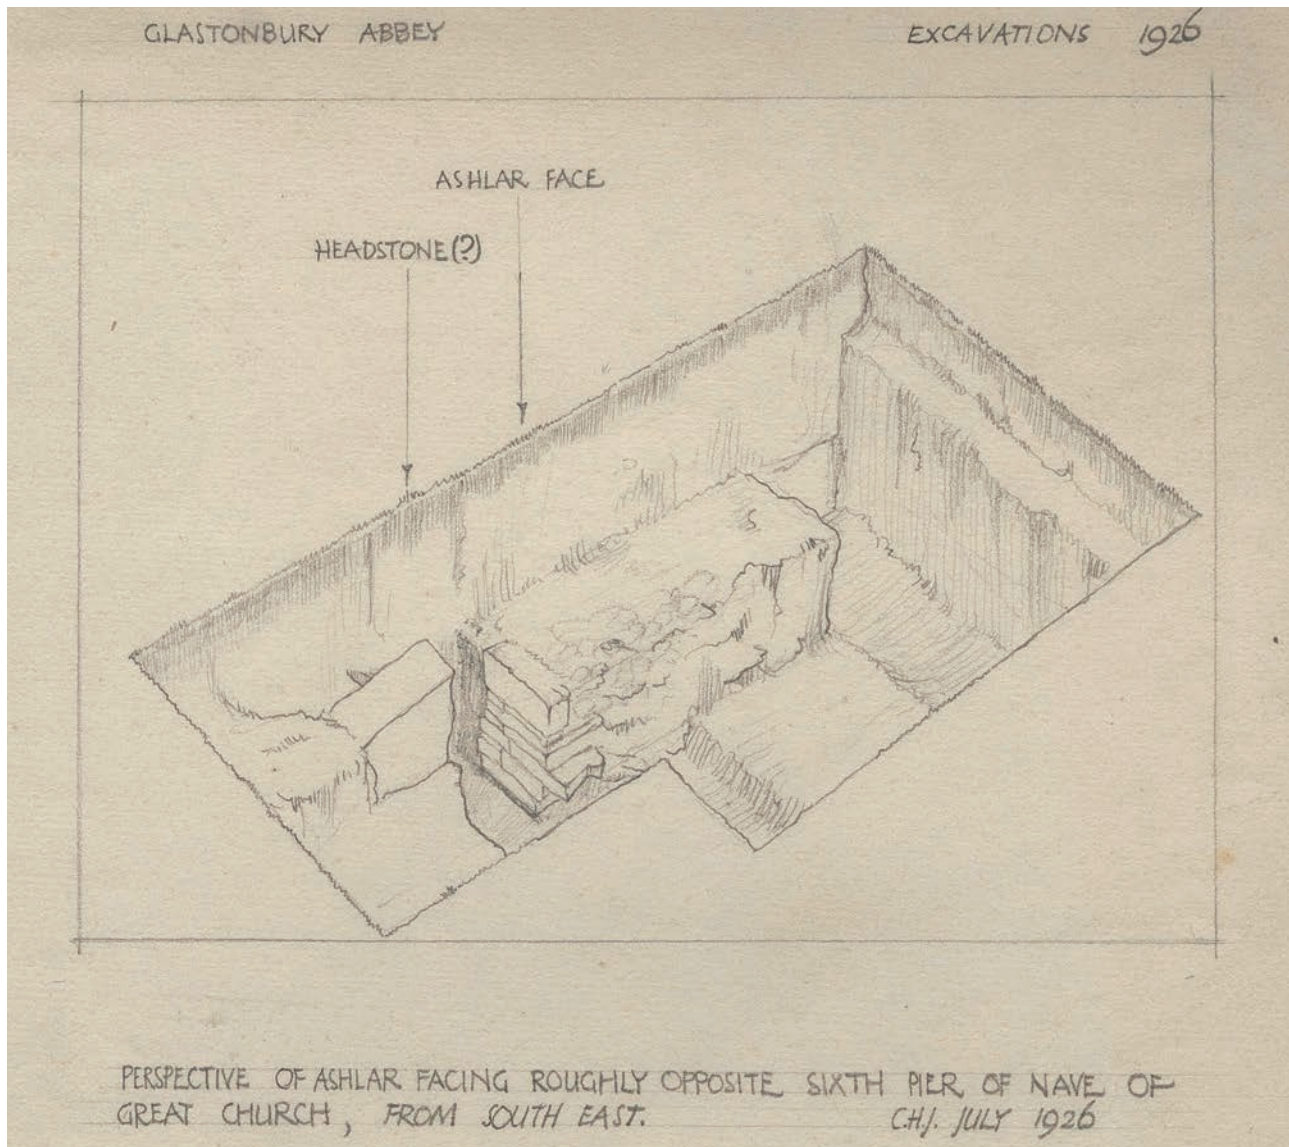 GLASTONBURY ABBEY EXCAVATIONS 1926
ASHLAR FACE
HEADSTONE(?)
PERSPECTIVE OF ASHLAR FACING ROUGHLY OPPOSITE SIXTH PIER OF NAVE OF
GREAT CHURCH, FROM SOUTH EAST. C.H.J. JULY 1926